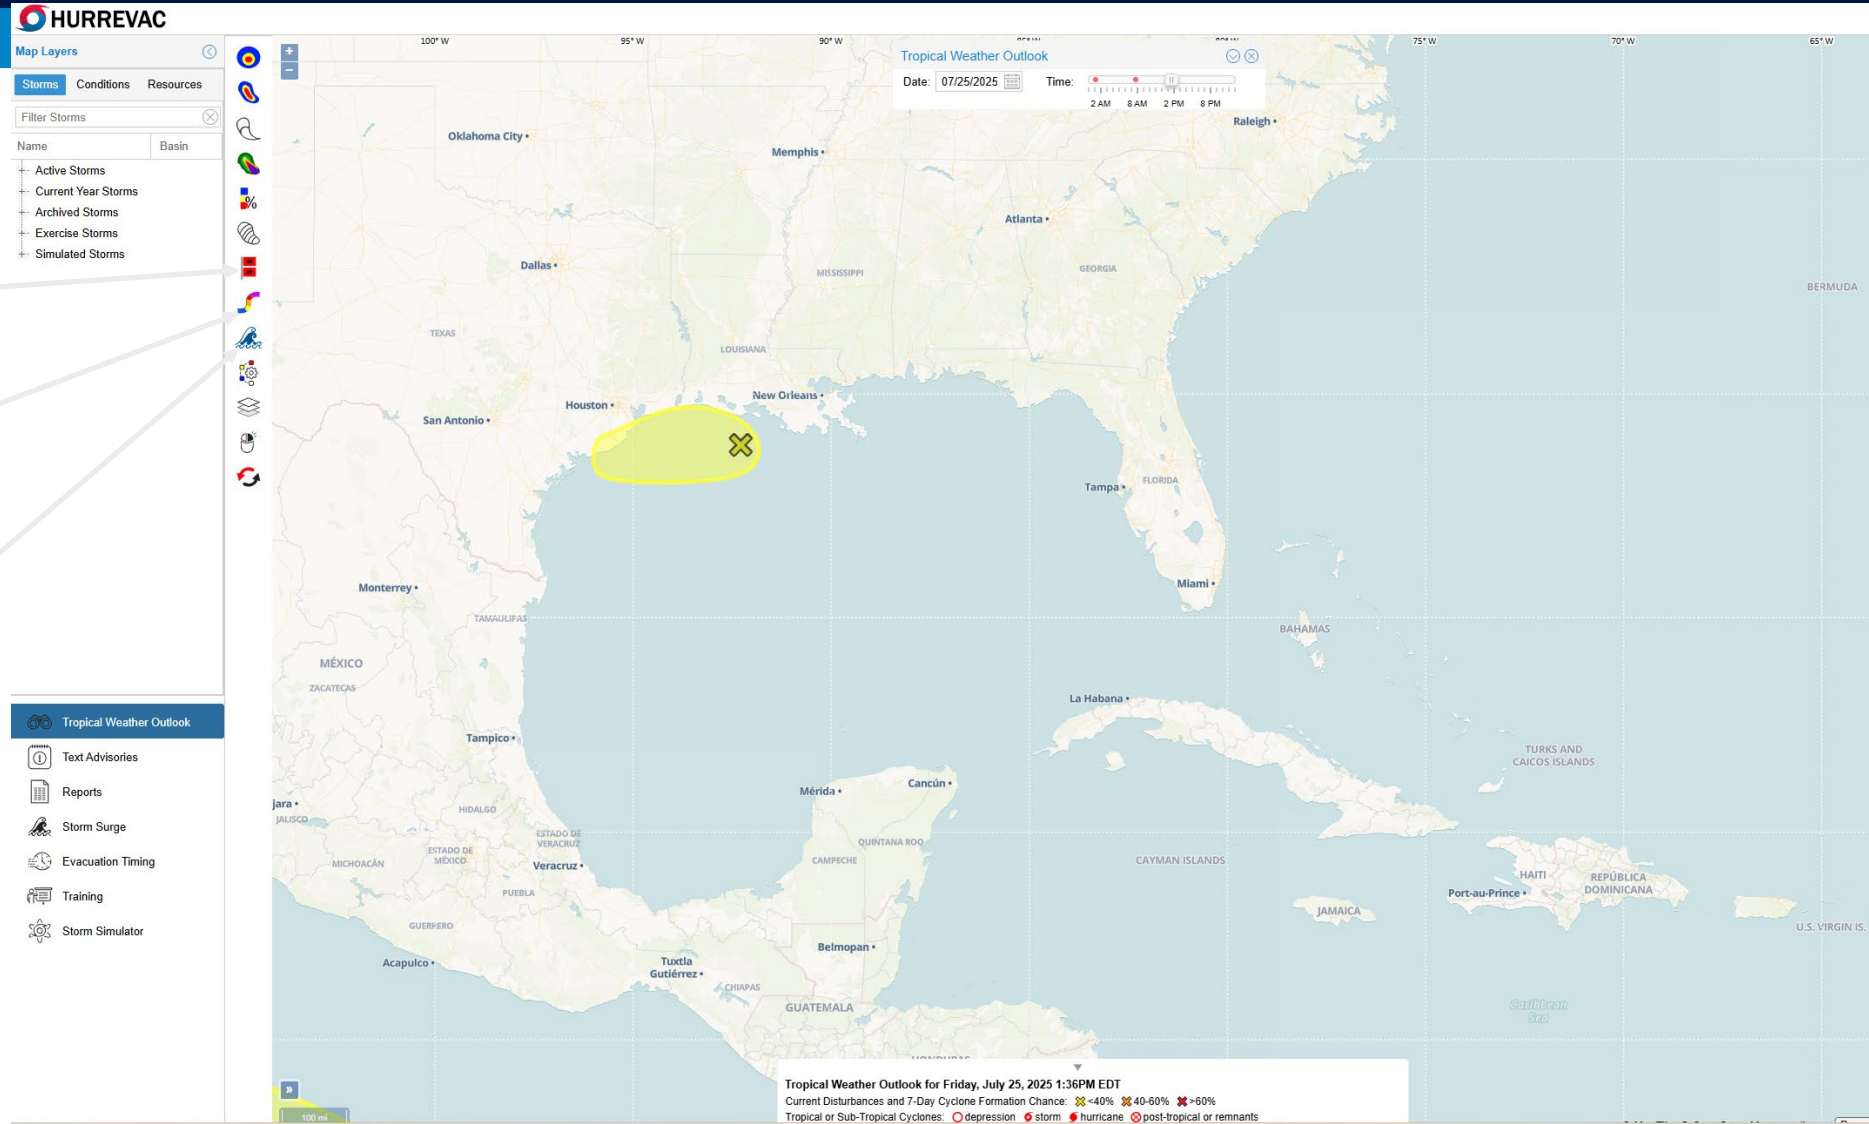 HURREVAC
Map Layers
Storms Conditions Resources
Filter Storms
Name Basin
Active Storms
Current Year Storms
Archived Storms
Exercise Storms
Simulated Storms
Tropical Weather Outlook
Text Advisories
Reports
Storm Surge
Evacuation Timing
Training
Storm Simulator
%
+
−
100° W 95° W 90° W 75° W 70° W 65° W
Tropical Weather Outlook
Date: 07/25/2025 Time:
2 AM 8 AM 2 PM 8 PM
Raleigh
Oklahoma City
Memphis
Atlanta
Dallas
MISSISSIPPI
GEORGIA
BERMUDA
TEXAS
LOUISIANA
New Orleans
Houston
San Antonio
Tampa
FLORIDA
Monterrey
Miami
TAMAULIPAS
BAHAMAS
MÉXICO
ZACATECAS
La Habana
Tampico
TURKS AND
CAICOS ISLANDS
Cancún
Mérida
jara
JALISCO
HIDALGO
ESTADO DE
VERACRUZ
QUINTANA ROO
ESTADO DE
MÉXICO
MICHOACÁN
Veracruz
CAMPECHE
CAYMAN ISLANDS
HAITI
REPÚBLICA
DOMINICANA
PUEBLA
Port-au-Prince
JAMAICA
GUERRERO
U.S. VIRGIN IS.
Belmopan
Acapulco
Tuxtla
Gutiérrez
CHIAPAS
GUATEMALA
Caribbean
Sea
HONDURAS
»
100 mi
Tropical Weather Outlook for Friday, July 25, 2025 1:36PM EDT
Current Disturbances and 7-Day Cyclone Formation Chance: <40% 40-60% >60%
Tropical or Sub-Tropical Cyclones: depression storm hurricane post-tropical or remnants